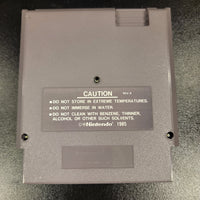 CAUTION
REV-A
•DO NOT STORE IN EXTREME TEMPERATURES.
•DO NOT IMMERSE IN WATER.
•DO NOT CLEAN WITH BENZENE, THINNER,
ALCOHOL OR OTHER SUCH SOLVENTS.
©Nintendo 1985